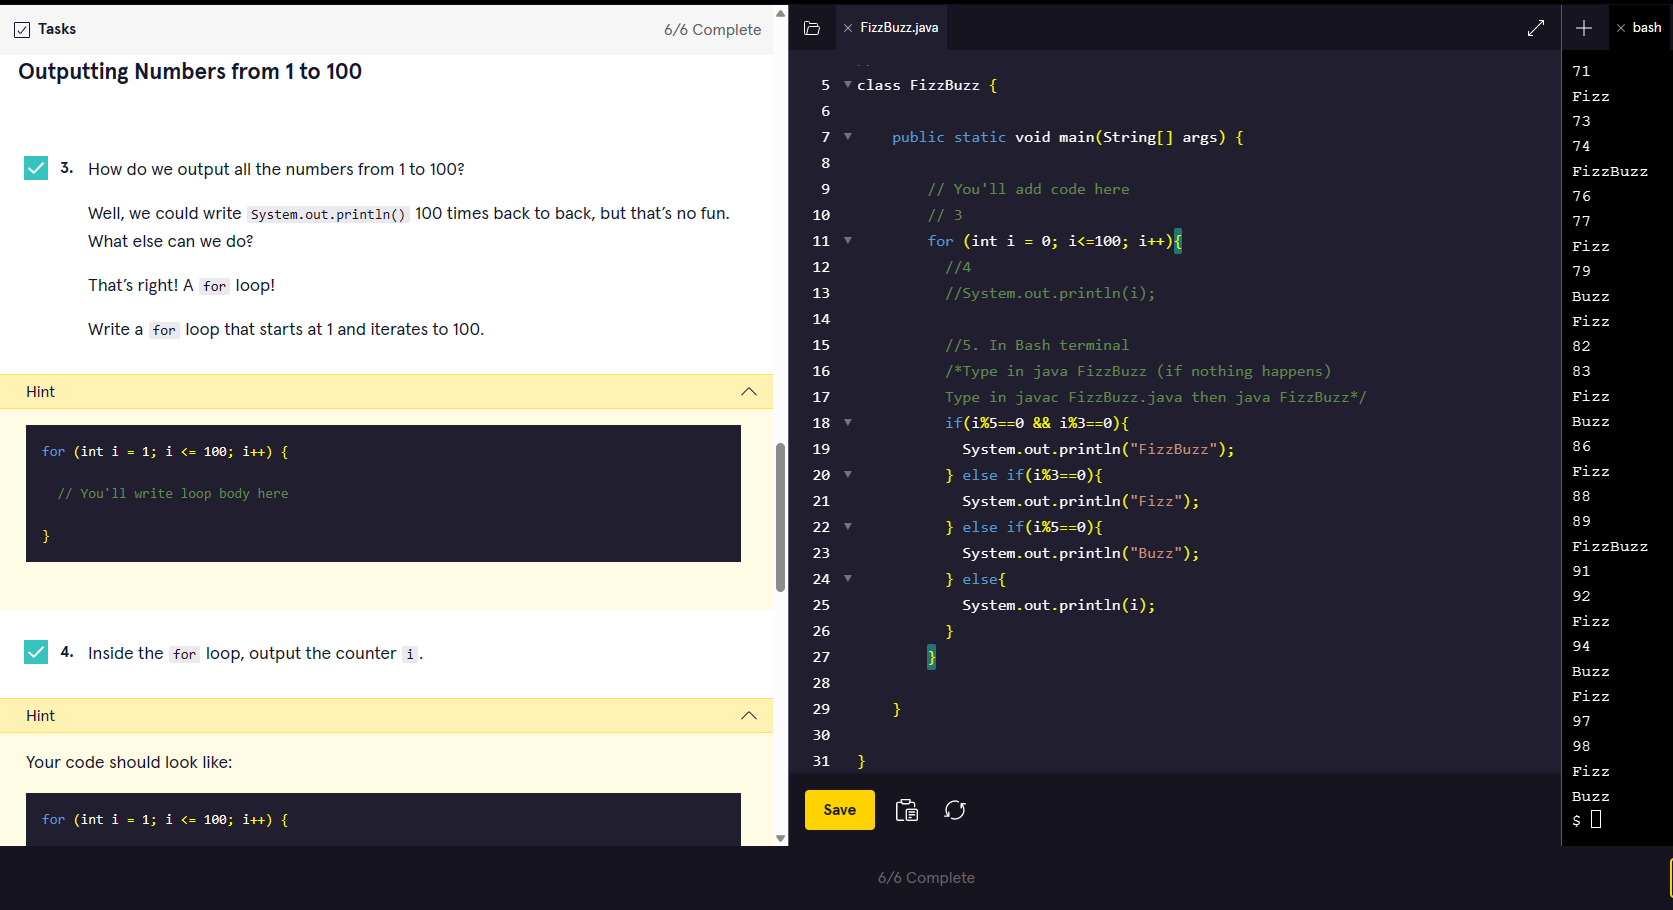 Tasks
6/6 Complete
Outputting Numbers from 1 to 100
3. How do we output all the numbers from 1 to 100?
Well, we could write System.out.println() 100 times back to back, but that's no fun.
What else can we do?
That's right! A for loop!
Write a for loop that starts at 1 and iterates to 100.
Hint
for (int i = 1; i <= 100; i++) {
// You'll write loop body here
}
4. Inside the for loop, output the counter i.
Hint
Your code should look like:
for (int i = 1; i <= 100; i++) {
FizzBuzz.java
5 class FizzBuzz {
6
7 public static void main(String[] args) {
8
9 // You'll add code here
10 // 3
11 for (int i = 0; i<=100; i++){
12 //4
13 //System.out.println(i);
14
15 //5. In Bash terminal
16 /*Type in java FizzBuzz (if nothing happens)
17 Type in javac FizzBuzz.java then java FizzBuzz*/
18 if(i%5==0 && i%3==0){
19 System.out.println("FizzBuzz");
20 } else if(i%3==0){
21 System.out.println("Fizz");
22 } else if(i%5==0){
23 System.out.println("Buzz");
24 } else{
25 System.out.println(i);
26 }
27 }
28
29 }
30
31 }
Save
bash
71
Fizz
73
74
FizzBuzz
76
77
Fizz
79
Buzz
Fizz
82
83
Fizz
Buzz
86
Fizz
88
89
FizzBuzz
91
92
Fizz
94
Buzz
Fizz
97
98
Fizz
Buzz
$
6/6 Complete